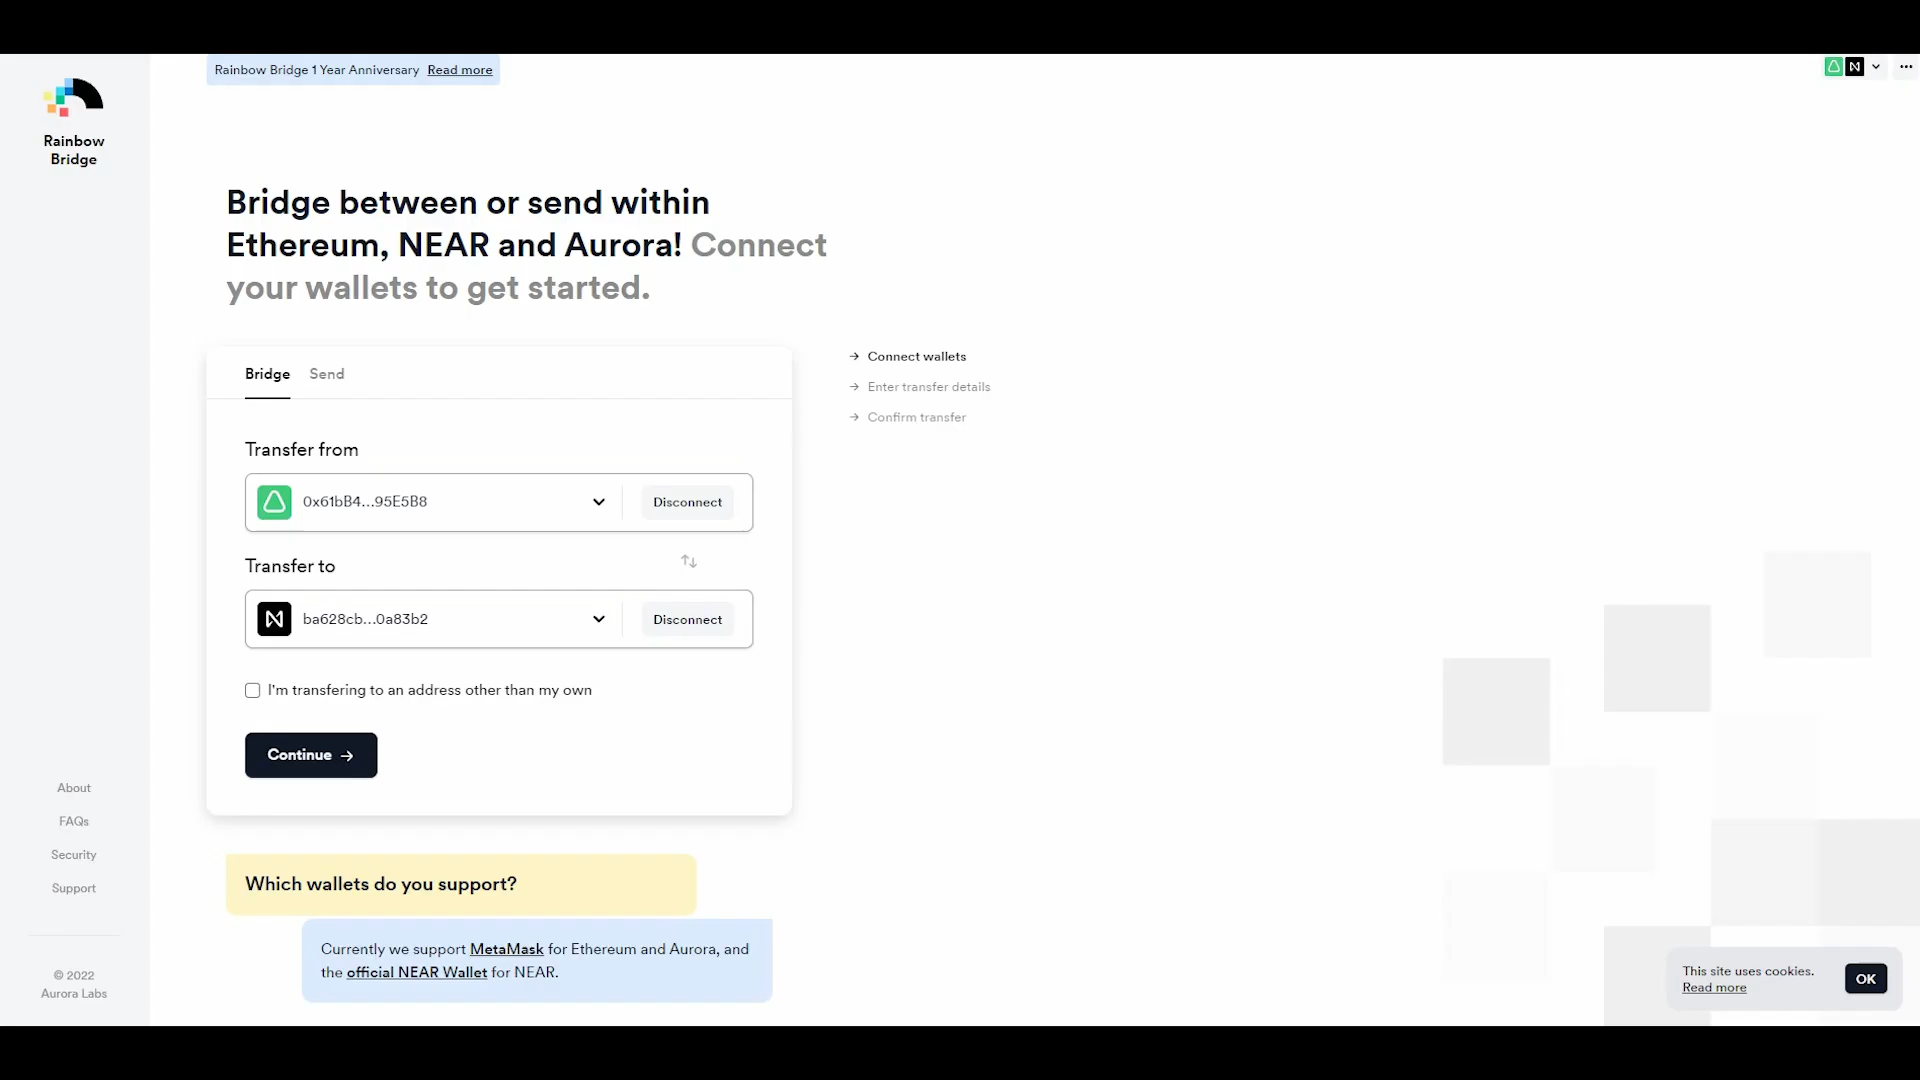 Rainbow Bridge 1 Year Anniversary Read more
Rainbow
Bridge
Bridge between or send within
Ethereum, NEAR and Aurora! Connect
your wallets to get started.
Bridge Send
Transfer from
0x61bB4...95E5B8 Disconnect
Transfer to
ba628cb...0a83b2 Disconnect
I'm transfering to an address other than my own
Continue →
→ Connect wallets
→ Enter transfer details
→ Confirm transfer
Which wallets do you support?
Currently we support MetaMask for Ethereum and Aurora, and
the official NEAR Wallet for NEAR.
About
FAQs
Security
Support
© 2022
Aurora Labs
This site uses cookies.
Read more
OK